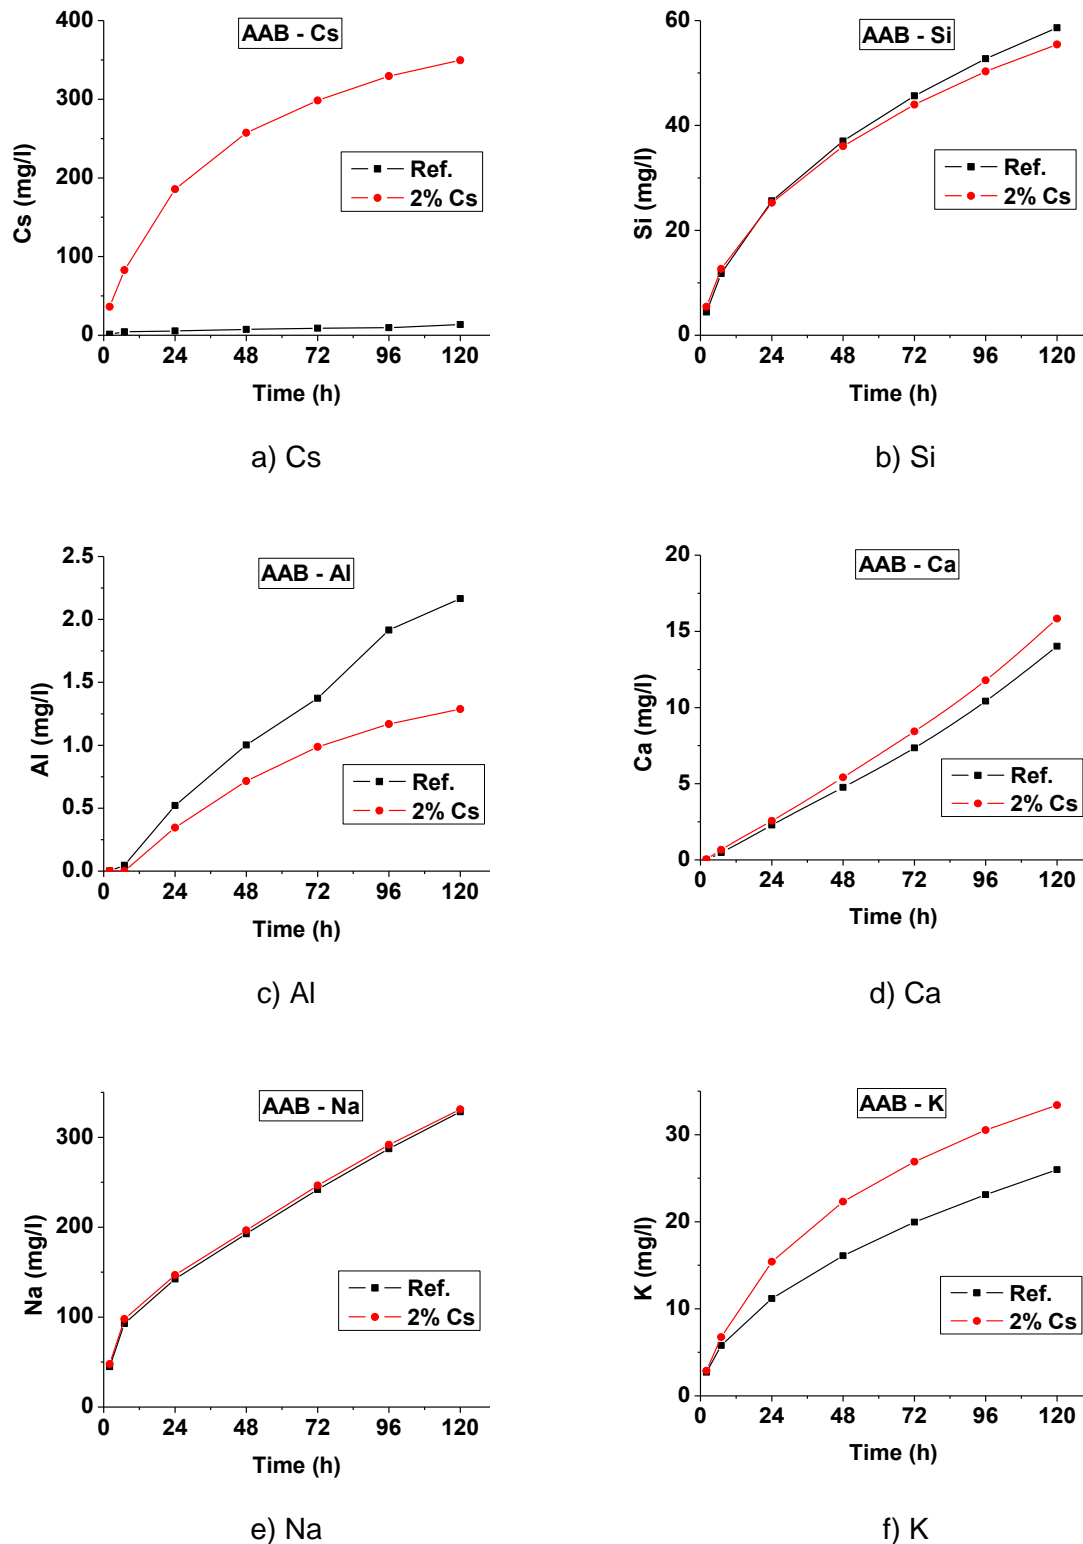 AAB - Cs
Cs (mg/l)
400
300
200
100
0
Ref.
2% Cs
0 24 48 72 96 120
Time (h)
a) Cs
AAB - Si
Si (mg/l)
60
40
20
0
Ref.
2% Cs
0 24 48 72 96 120
Time (h)
b) Si
AAB - Al
Al (mg/l)
2.5
2.0
1.5
1.0
0.5
0.0
Ref.
2% Cs
0 24 48 72 96 120
Time (h)
c) Al
AAB - Ca
Ca (mg/l)
20
15
10
5
0
Ref.
2% Cs
0 24 48 72 96 120
Time (h)
d) Ca
AAB - Na
Na (mg/l)
300
200
100
0
Ref.
2% Cs
0 24 48 72 96 120
Time (h)
e) Na
AAB - K
K (mg/l)
30
20
10
0
Ref.
2% Cs
0 24 48 72 96 120
Time (h)
f) K